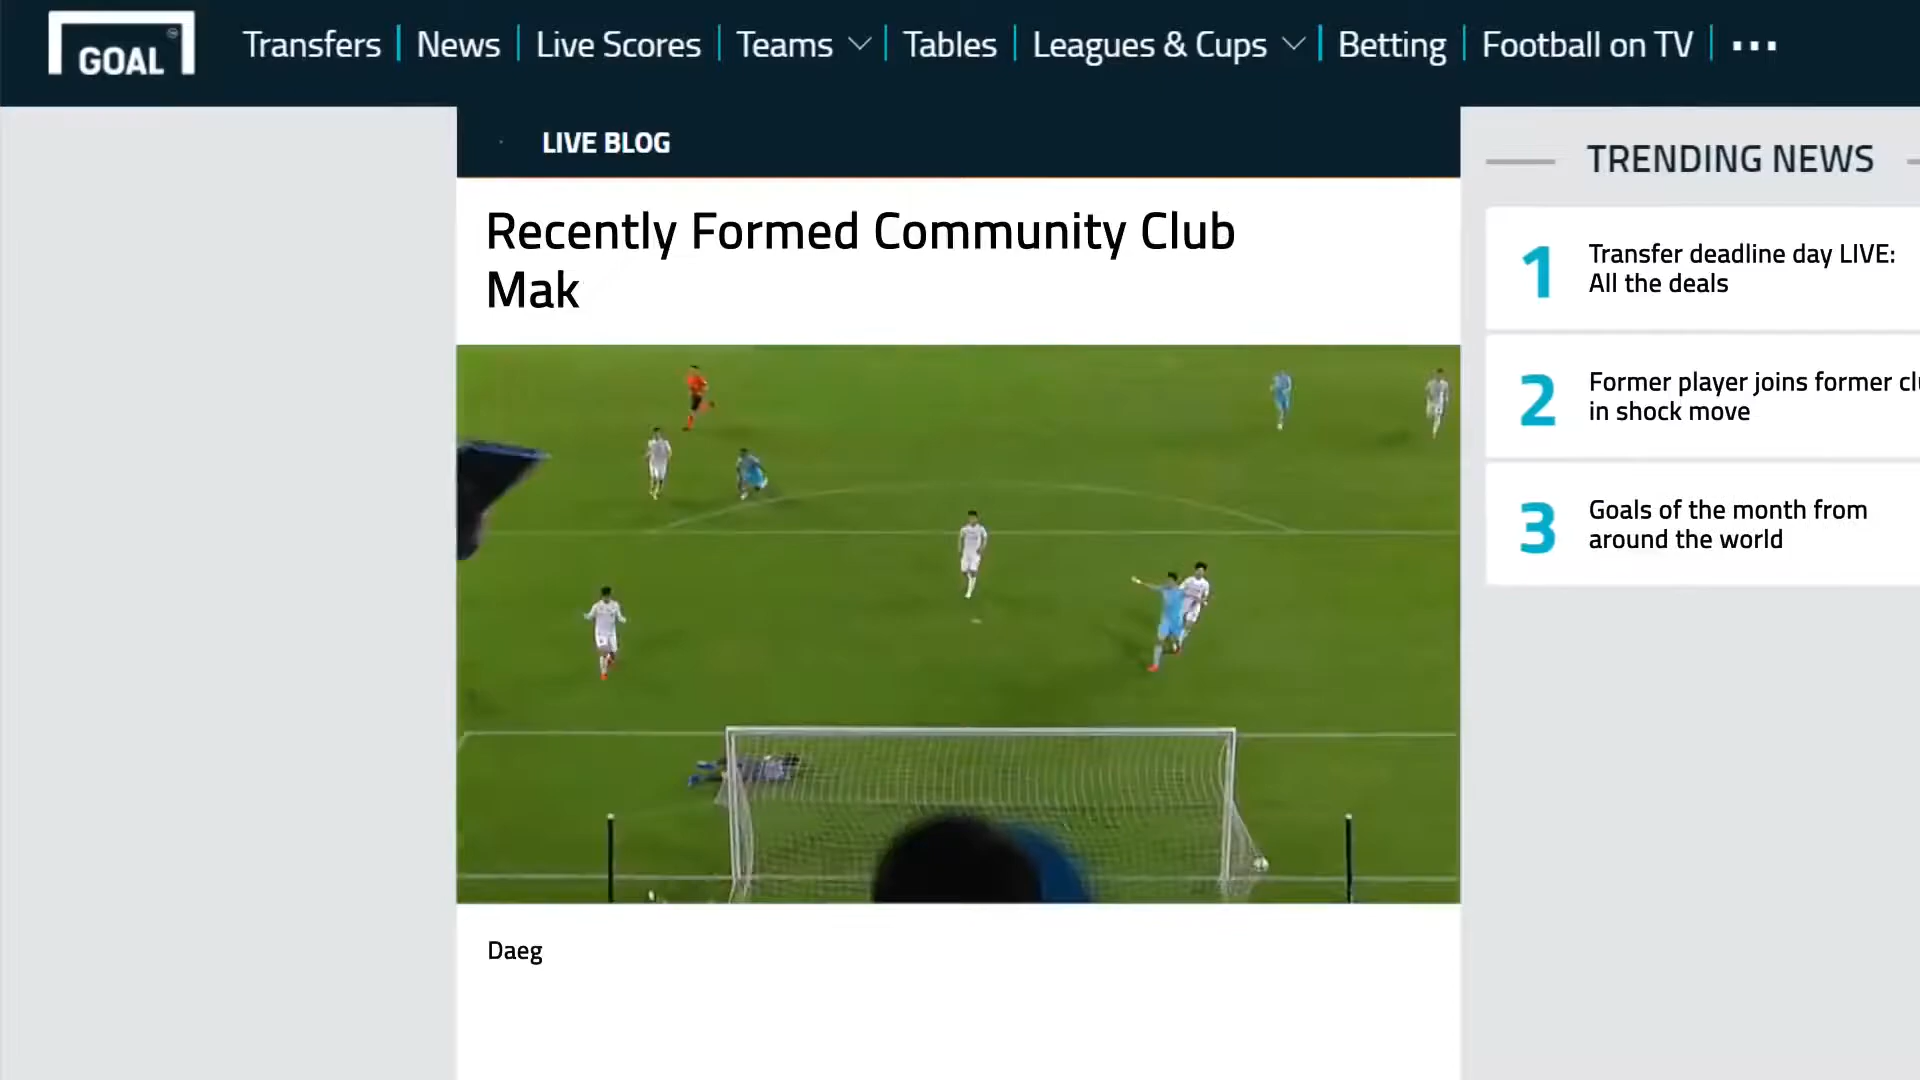 GOAL
Transfers | News | Live Scores | Teams | Tables | Leagues & Cups | Betting | Football on TV | ...
LIVE BLOG
Recently Formed Community Club
Mak
Daeg
TRENDING NEWS
1
Transfer deadline day LIVE:
All the deals
2
Former player joins former cl
in shock move
3
Goals of the month from
around the world